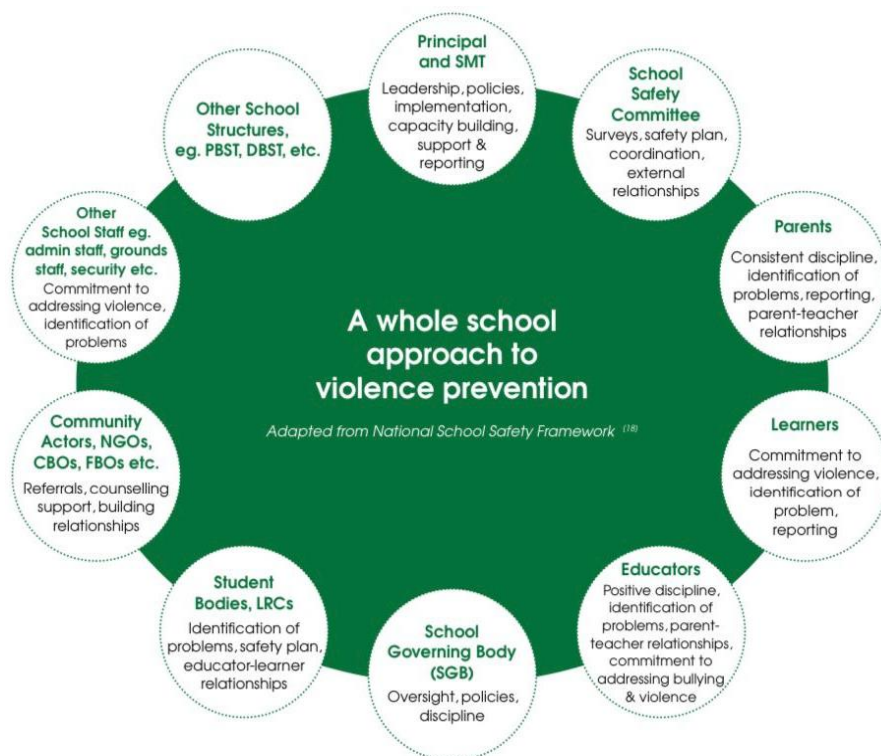 Principal
and SMT
Leadership, policies,
implementation,
capacity building,
support &
reporting
School
Safety
Committee
Surveys, safety plan,
coordination,
external
relationships
Parents
Consistent discipline,
identification of
problems, reporting,
parent-teacher
relationships
Learners
Commitment to
addressing violence,
identification of
problem,
reporting
Educators
Positive discipline,
identification of
problems, parent-
teacher relationships,
commitment to
addressing bullying
& violence
School
Governing Body
(SGB)
Oversight, policies,
discipline
Student
Bodies, LRCs
Identification of
problems, safety plan,
educator-learner
relationships
Community
Actors, NGOs,
CBOs, FBOs etc.
Referrals, counselling
support, building
relationships
Other
School Staff eg.
admin staff, grounds
staff, security etc.
Commitment to
addressing violence,
identification of
problems
Other School
Structures,
eg. PBST, DBST, etc.
A whole school
approach to
violence prevention
Adapted from National School Safety Framework (18)